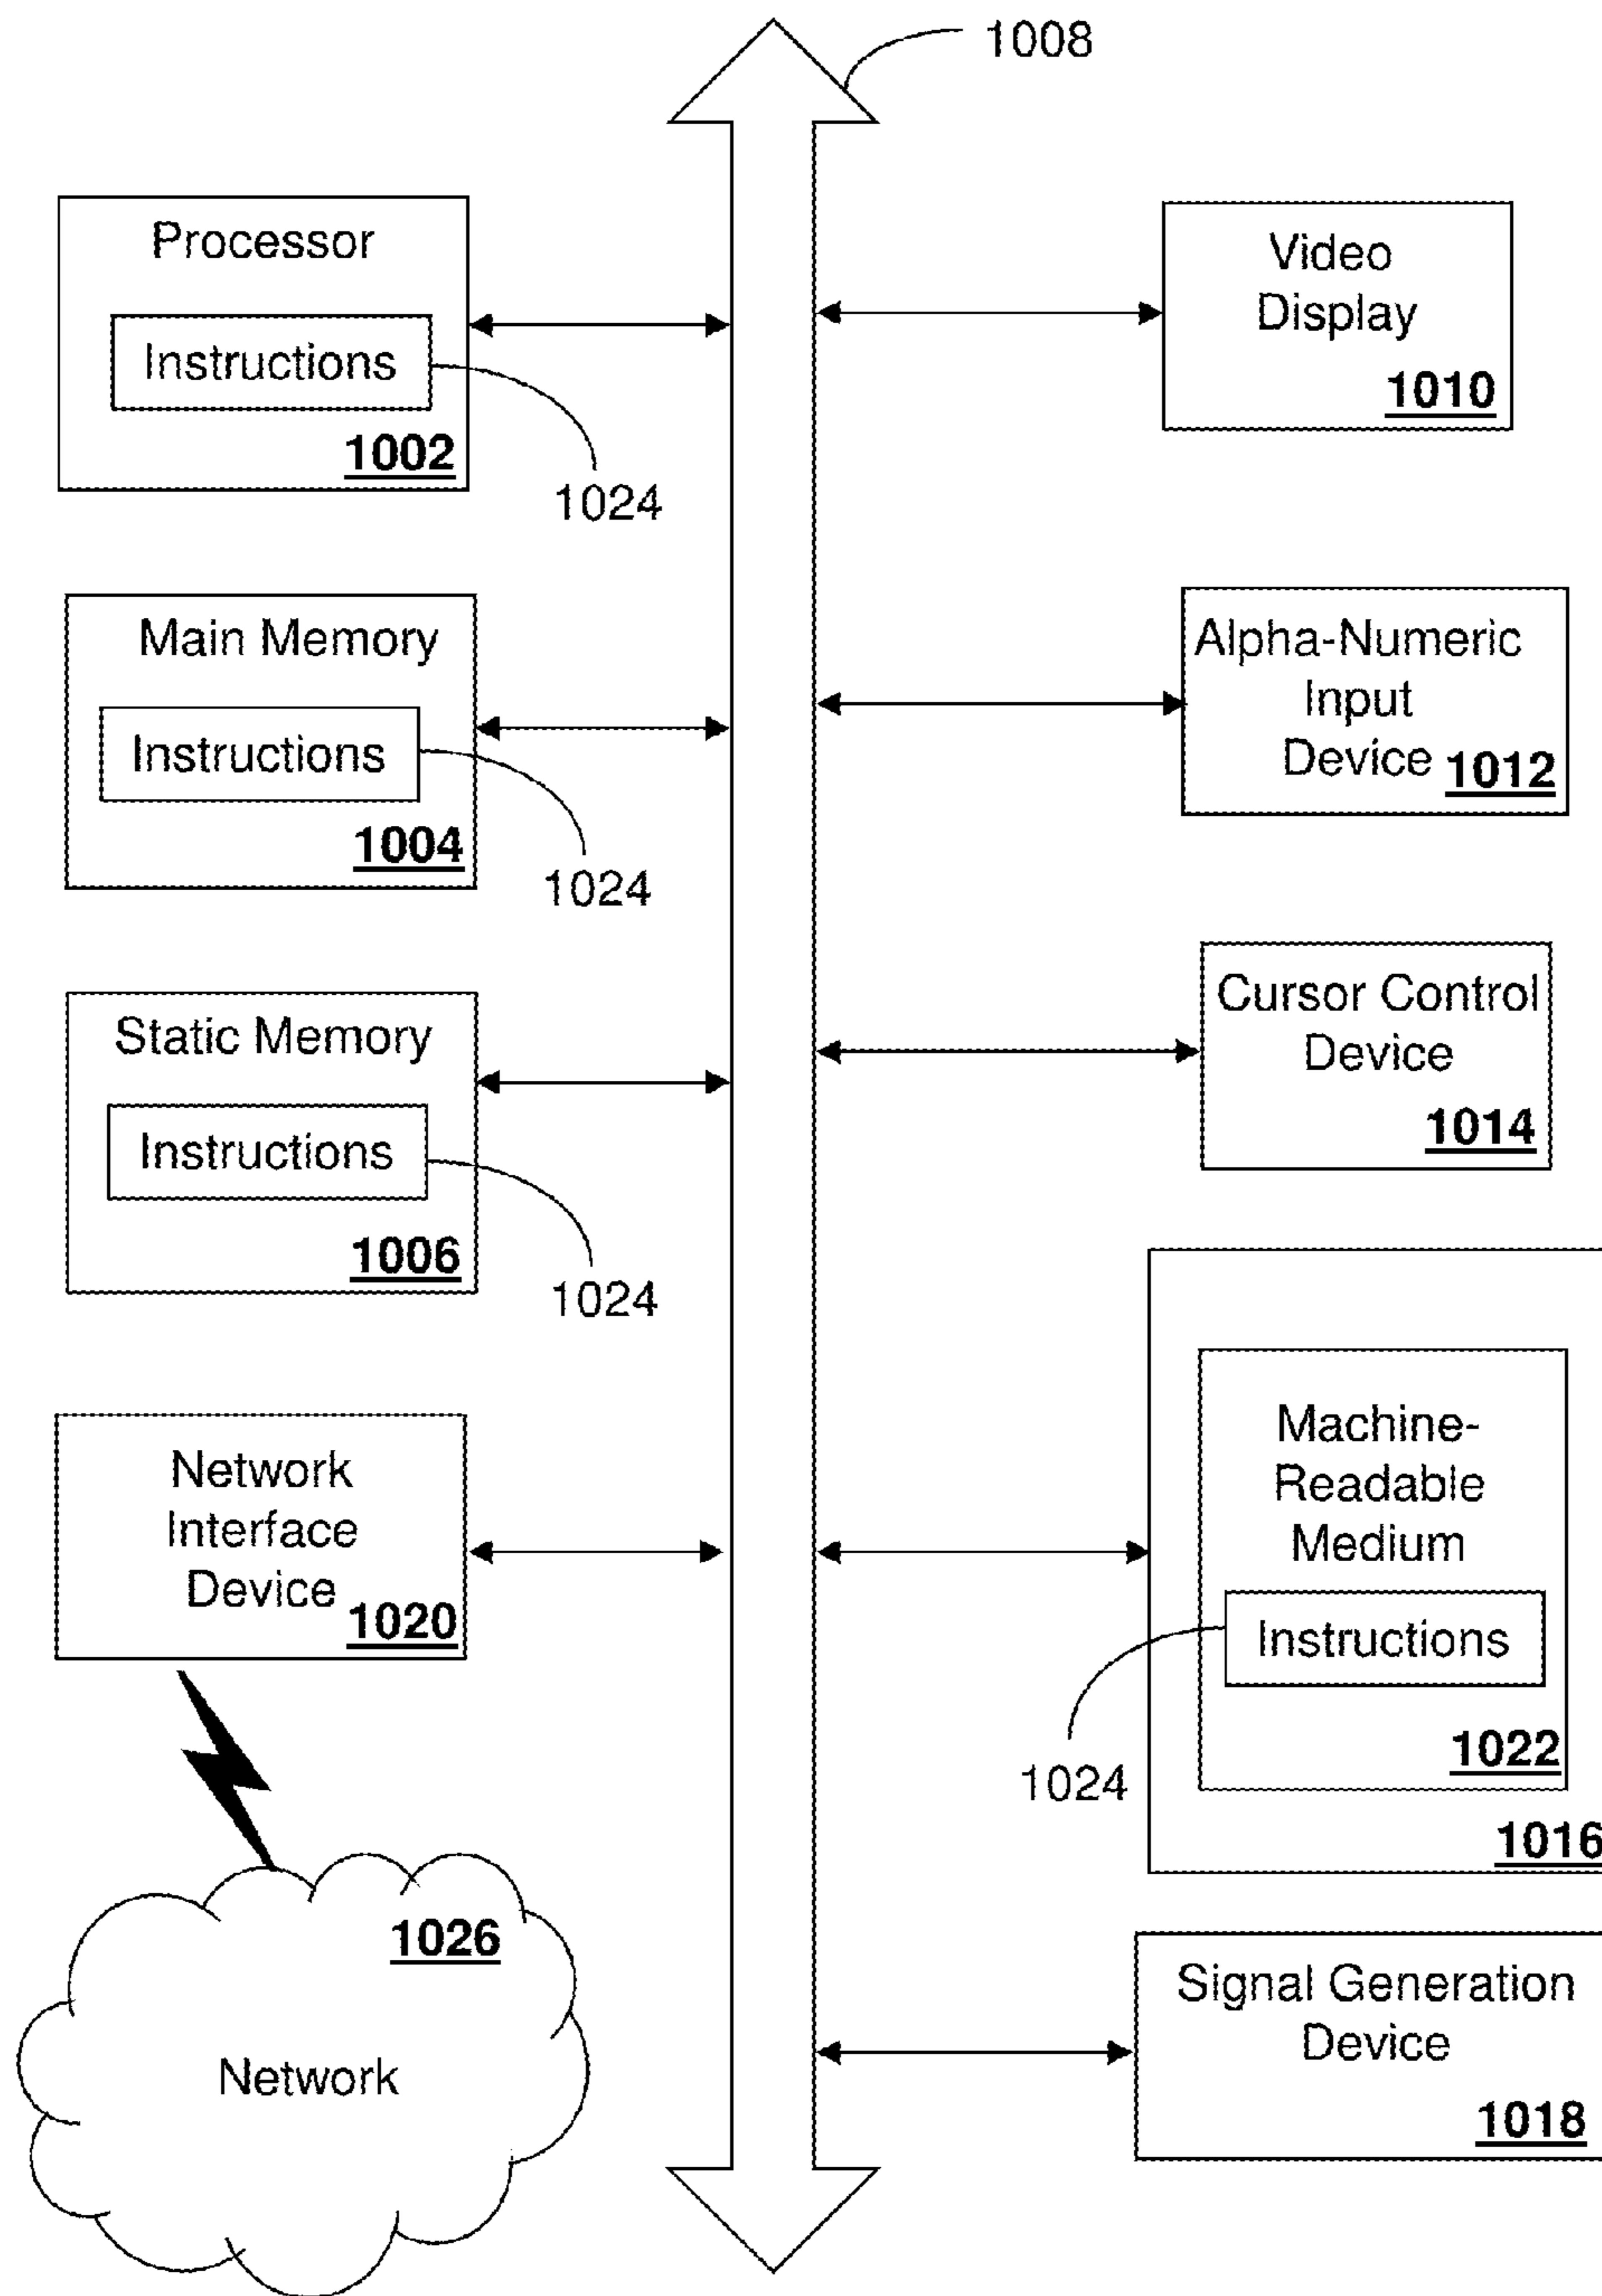 1008
Processor
Instructions
1002
1024
Main Memory
Instructions
1004
1024
Static Memory
Instructions
1006
1024
Network
Interface
Device
1020
1026
Network
Video
Display
1010
Alpha-Numeric
Input
Device 1012
Cursor Control
Device
1014
Machine-
Readable
Medium
Instructions
1022
1024
1016
Signal Generation
Device
1018